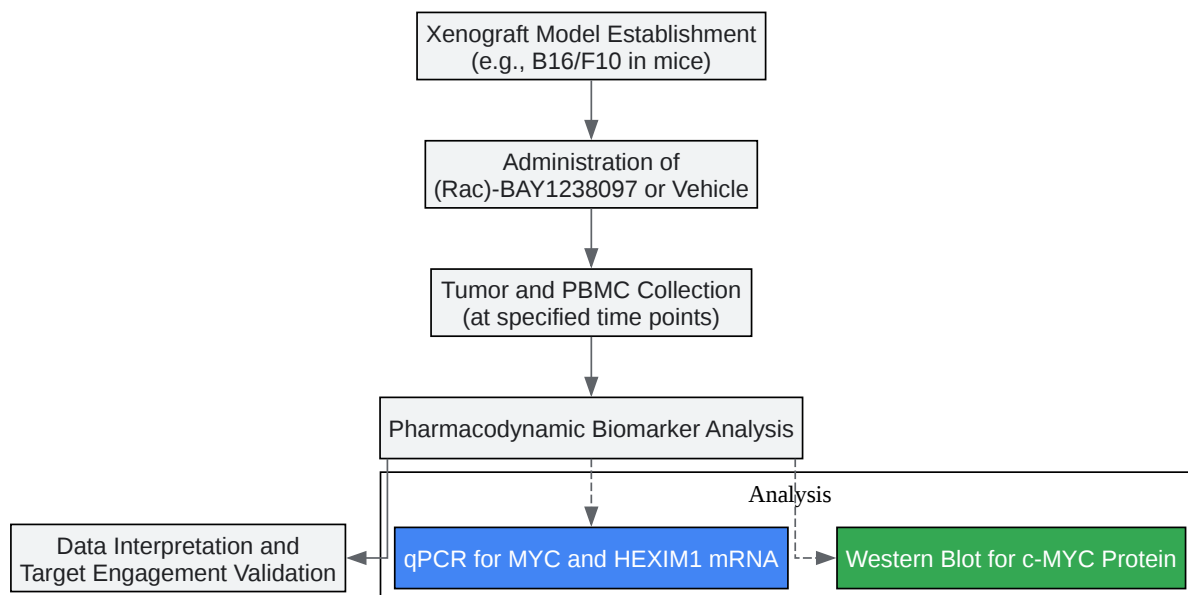 Xenograft Model Establishment
(e.g., B16/F10 in mice)
Administration of
(Rac)-BAY1238097 or Vehicle
Tumor and PBMC Collection
(at specified time points)
Pharmacodynamic Biomarker Analysis
Analysis
Data Interpretation and
Target Engagement Validation
qPCR for MYC and HEXIM1 mRNA
Western Blot for c-MYC Protein